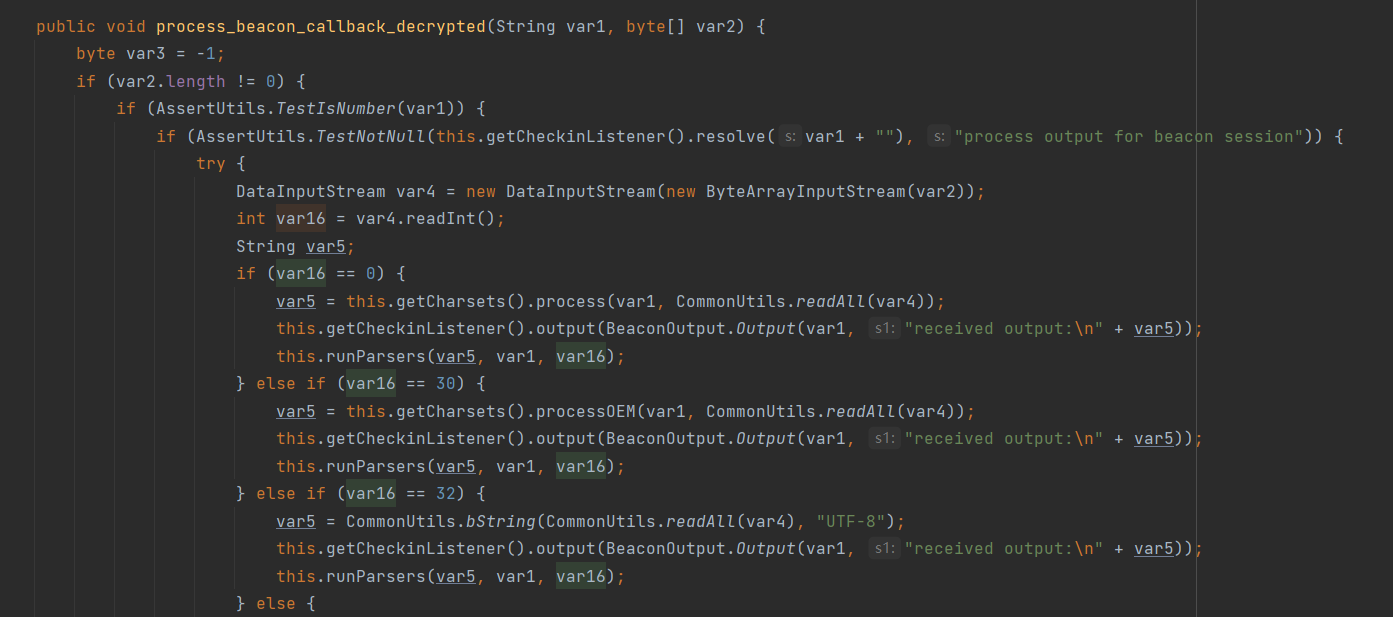 public void process_beacon_callback_decrypted(String var1, byte[] var2) {
    byte var3 = -1;
    if (var2.length != 0) {
        if (AssertUtils.TestIsNumber(var1)) {
            if (AssertUtils.TestNotNull(this.getCheckinListener().resolve( s: var1 + ""), s: "process output for beacon session")) {
                try {
                    DataInputStream var4 = new DataInputStream(new ByteArrayInputStream(var2));
                    int var16 = var4.readInt();
                    String var5;
                    if (var16 == 0) {
                        var5 = this.getCharsets().process(var1, CommonUtils.readAll(var4));
                        this.getCheckinListener().output(BeaconOutput.Output(var1, s1: "received output:\n" + var5));
                        this.runParsers(var5, var1, var16);
                    } else if (var16 == 30) {
                        var5 = this.getCharsets().processOEM(var1, CommonUtils.readAll(var4));
                        this.getCheckinListener().output(BeaconOutput.Output(var1, s1: "received output:\n" + var5));
                        this.runParsers(var5, var1, var16);
                    } else if (var16 == 32) {
                        var5 = CommonUtils.bString(CommonUtils.readAll(var4), "UTF-8");
                        this.getCheckinListener().output(BeaconOutput.Output(var1, s1: "received output:\n" + var5));
                        this.runParsers(var5, var1, var16);
                    } else {